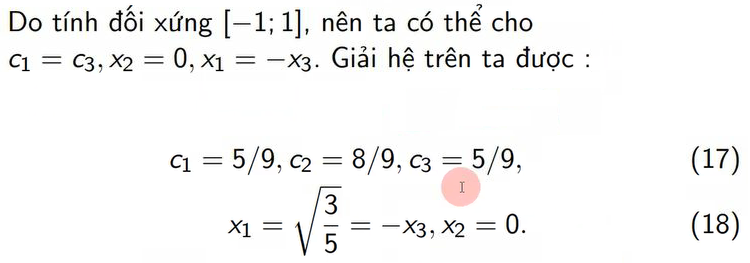 Do tính đối xứng [−1; 1], nên ta có thể cho
c₁ = c₃, x₂ = 0, x₁ = −x₃. Giải hệ trên ta được :
c₁ = 5/9, c₂ = 8/9, c₃ = 5/9, (17)
x₁ = √(3/5) = −x₃, x₂ = 0. (18)